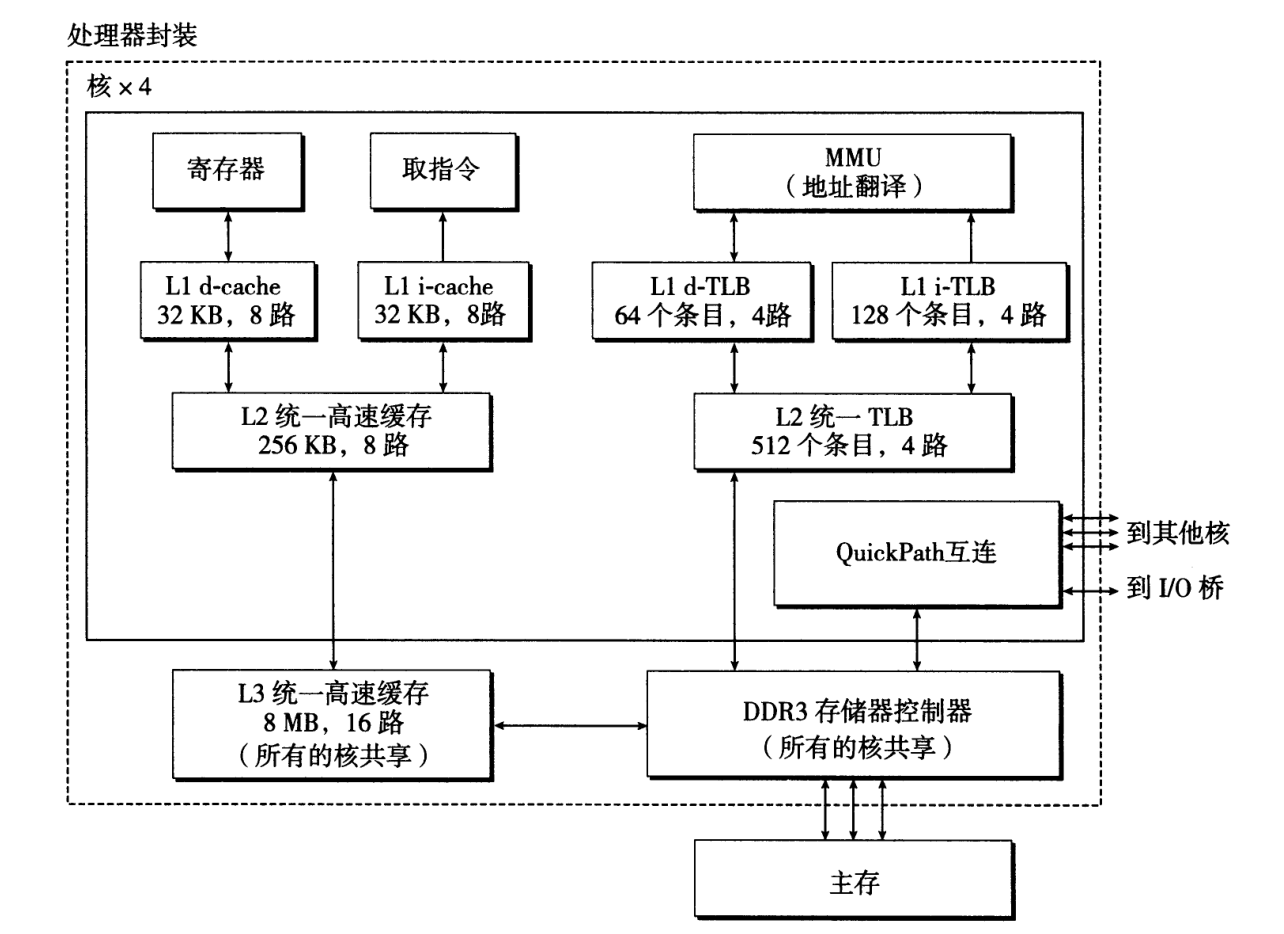 处理器封装
核 × 4
寄存器
取指令
MMU
（地址翻译）
L1 d-cache
32 KB，8 路
L1 i-cache
32 KB，8路
L1 d-TLB
64 个条目，4路
L1 i-TLB
128 个条目，4 路
L2 统一高速缓存
256 KB，8 路
L2 统一 TLB
512 个条目，4 路
QuickPath互连
到其他核
到 I/O 桥
L3 统一高速缓存
8 MB，16 路
（所有的核共享）
DDR3 存储器控制器
（所有的核共享）
主存